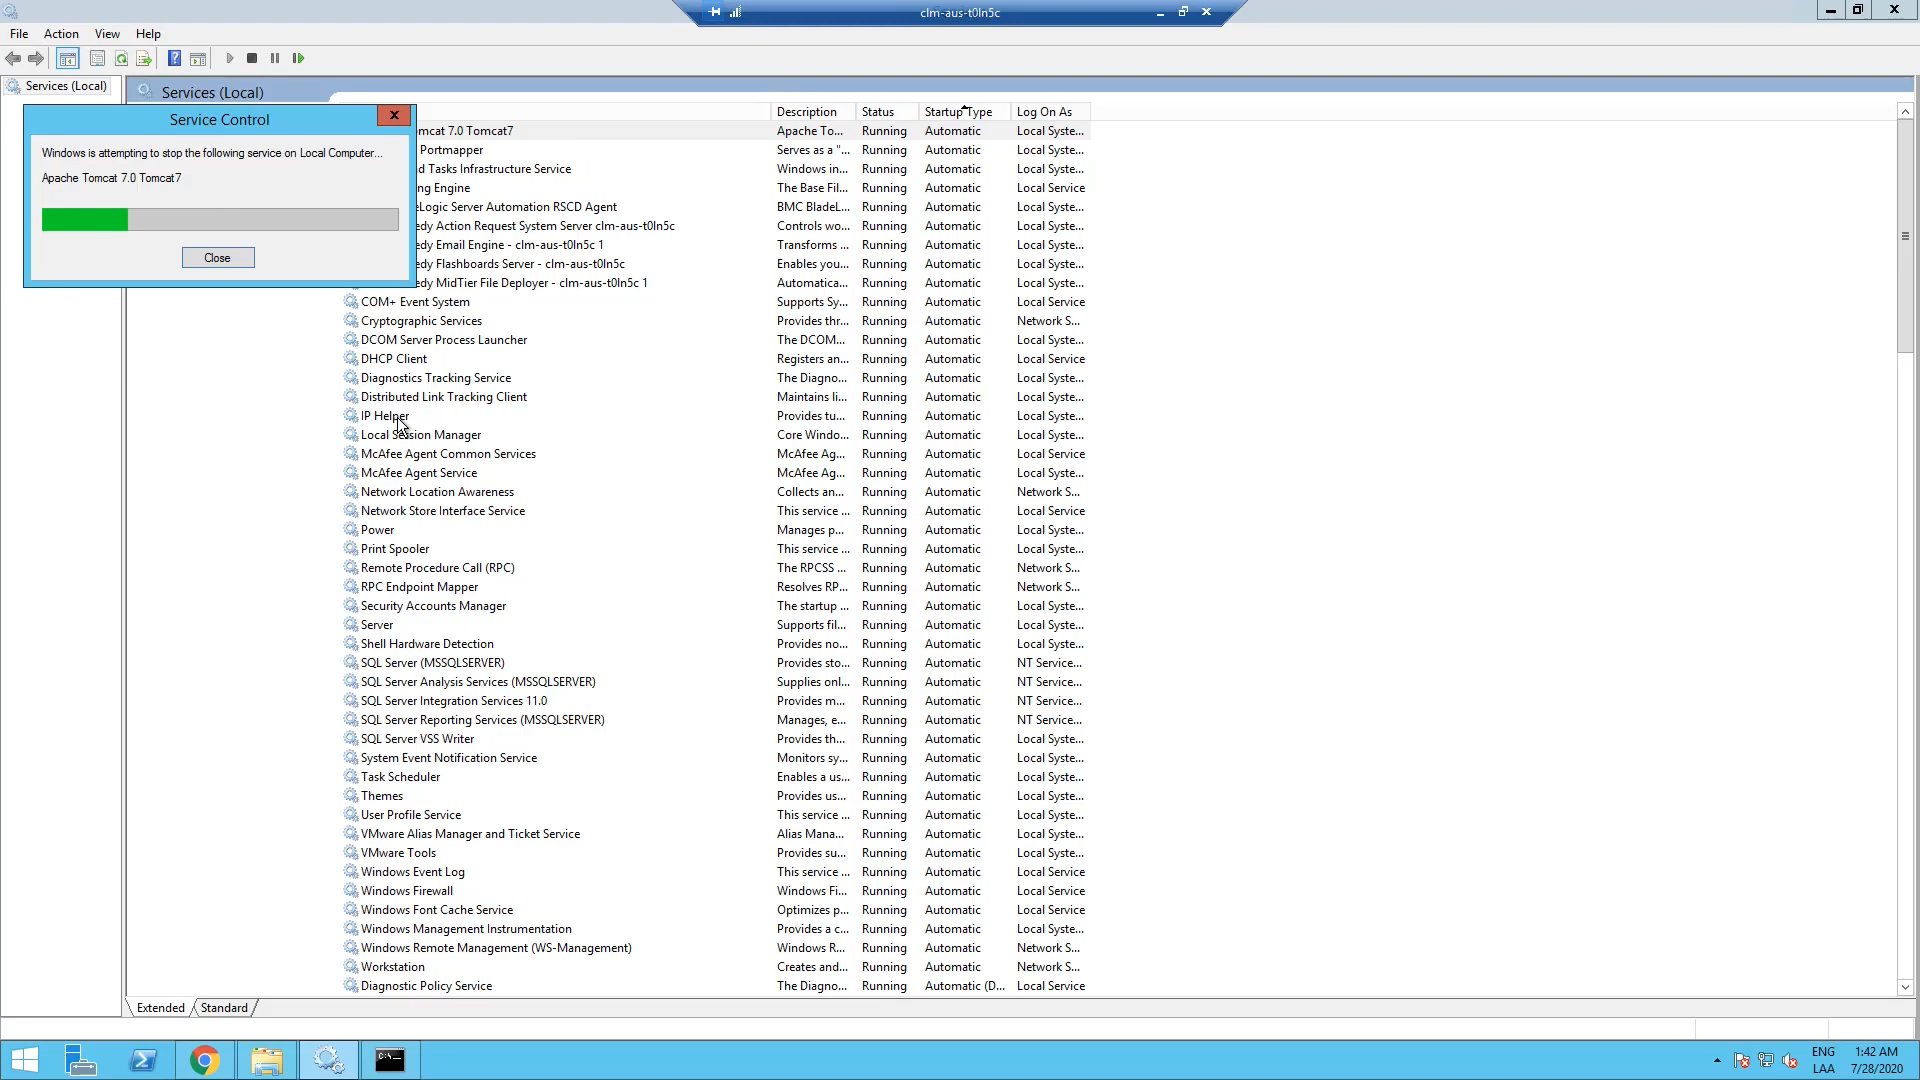 clm-aus-t0ln5c
File Action View Help
Services (Local)
Services (Local)
Service Control
Windows is attempting to stop the following service on Local Computer...
Apache Tomcat 7.0 Tomcat7
Close
Description Status Startup Type Log On As
mcat 7.0 Tomcat7 Apache To... Running Automatic Local Syste...
Portmapper Serves as a "... Running Automatic Local Syste...
d Tasks Infrastructure Service Windows in... Running Automatic Local Syste...
ng Engine The Base Fil... Running Automatic Local Service
eLogic Server Automation RSCD Agent BMC BladeL... Running Automatic Local Syste...
edy Action Request System Server clm-aus-t0ln5c Controls wo... Running Automatic Local Syste...
edy Email Engine - clm-aus-t0ln5c 1 Transforms ... Running Automatic Local Syste...
edy Flashboards Server - clm-aus-t0ln5c Enables you... Running Automatic Local Syste...
edy MidTier File Deployer - clm-aus-t0ln5c 1 Automatica... Running Automatic Local Syste...
COM+ Event System Supports Sy... Running Automatic Local Service
Cryptographic Services Provides thr... Running Automatic Network S...
DCOM Server Process Launcher The DCOM... Running Automatic Local Syste...
DHCP Client Registers an... Running Automatic Local Service
Diagnostics Tracking Service The Diagno... Running Automatic Local Syste...
Distributed Link Tracking Client Maintains li... Running Automatic Local Syste...
IP Helper Provides tu... Running Automatic Local Syste...
Local Session Manager Core Windo... Running Automatic Local Syste...
McAfee Agent Common Services McAfee Ag... Running Automatic Local Service
McAfee Agent Service McAfee Ag... Running Automatic Local Syste...
Network Location Awareness Collects an... Running Automatic Network S...
Network Store Interface Service This service ... Running Automatic Local Service
Power Manages p... Running Automatic Local Syste...
Print Spooler This service ... Running Automatic Local Syste...
Remote Procedure Call (RPC) The RPCSS ... Running Automatic Network S...
RPC Endpoint Mapper Resolves RP... Running Automatic Network S...
Security Accounts Manager The startup ... Running Automatic Local Syste...
Server Supports fil... Running Automatic Local Syste...
Shell Hardware Detection Provides no... Running Automatic Local Syste...
SQL Server (MSSQLSERVER) Provides sto... Running Automatic NT Service...
SQL Server Analysis Services (MSSQLSERVER) Supplies onl... Running Automatic NT Service...
SQL Server Integration Services 11.0 Provides m... Running Automatic NT Service...
SQL Server Reporting Services (MSSQLSERVER) Manages, e... Running Automatic NT Service...
SQL Server VSS Writer Provides th... Running Automatic Local Syste...
System Event Notification Service Monitors sy... Running Automatic Local Syste...
Task Scheduler Enables a us... Running Automatic Local Syste...
Themes Provides us... Running Automatic Local Syste...
User Profile Service This service ... Running Automatic Local Syste...
VMware Alias Manager and Ticket Service Alias Mana... Running Automatic Local Syste...
VMware Tools Provides su... Running Automatic Local Syste...
Windows Event Log This service ... Running Automatic Local Service
Windows Firewall Windows Fi... Running Automatic Local Service
Windows Font Cache Service Optimizes p... Running Automatic Local Service
Windows Management Instrumentation Provides a c... Running Automatic Local Syste...
Windows Remote Management (WS-Management) Windows R... Running Automatic Network S...
Workstation Creates and... Running Automatic Network S...
Diagnostic Policy Service The Diagno... Running Automatic (D... Local Service
Extended Standard
C:\
ENG 1:42 AM
LAA 7/28/2020